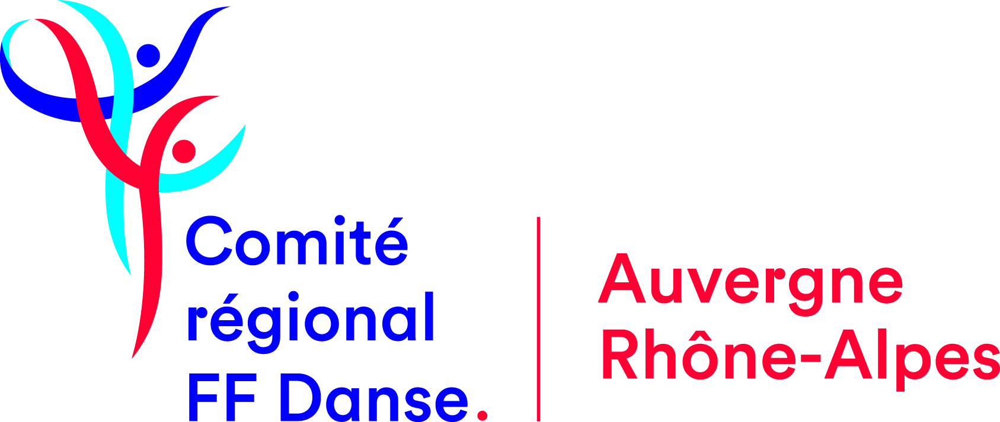 Comité
régional
FF Danse.
Auvergne
Rhône-Alpes